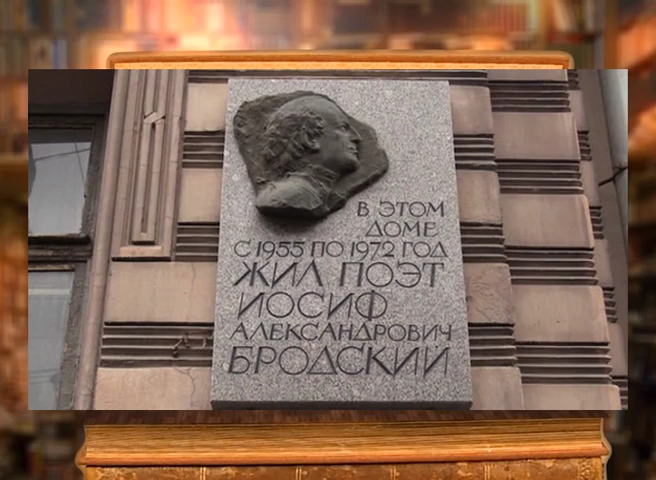 В ЭТОМ
ДОМЕ
С 1955 ПО 1972 ГОД
ЖИЛ ПОЭТ
ИОСИФ
АЛЕКСАНДРОВИЧ
БРОДСКИЙ